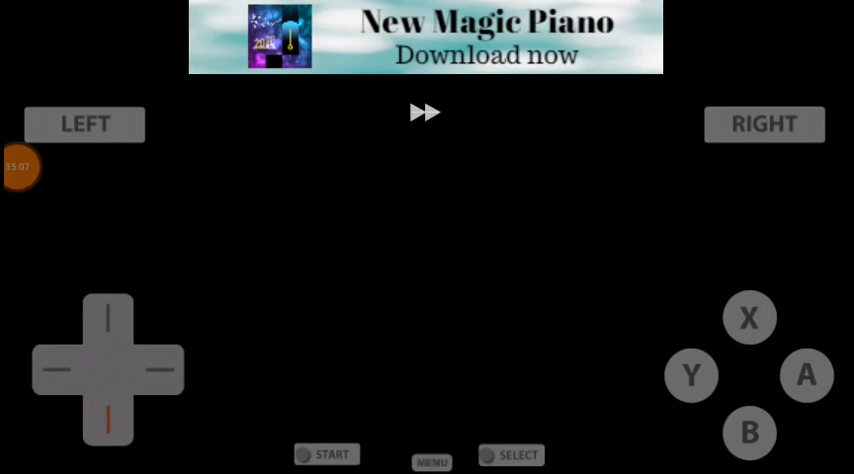 New Magic Piano
Download now
LEFT
RIGHT
35:07
X
Y
A
B
START
MENU
SELECT